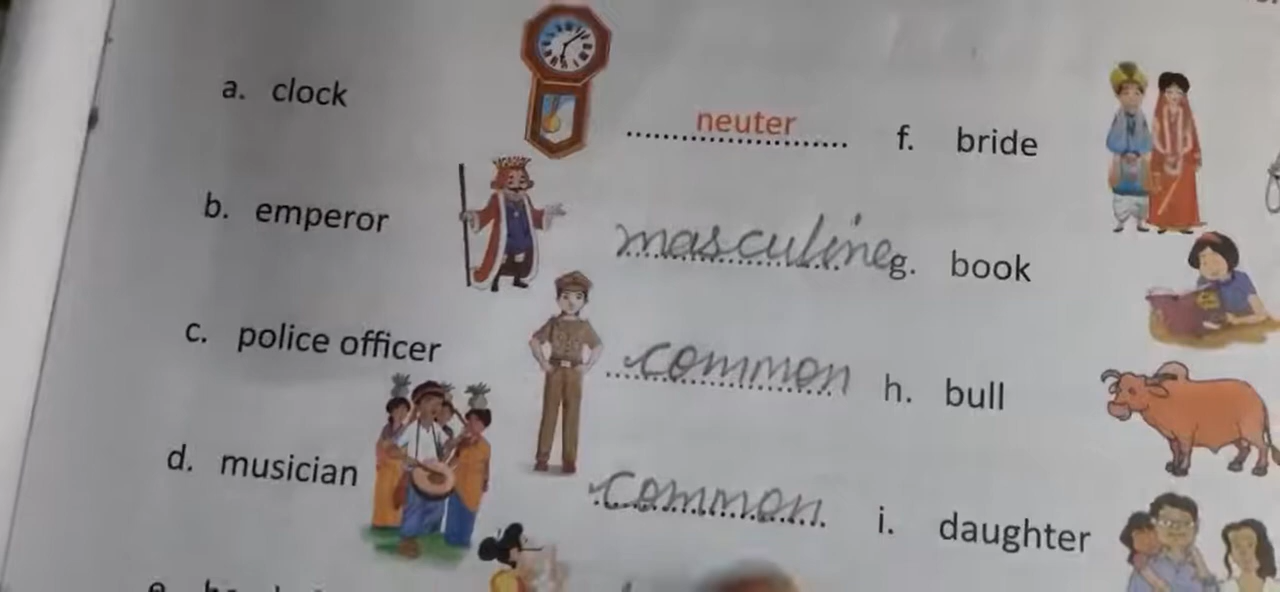 a. clock neuter f. bride
b. emperor masculine g. book
c. police officer common h. bull
d. musician common i. daughter